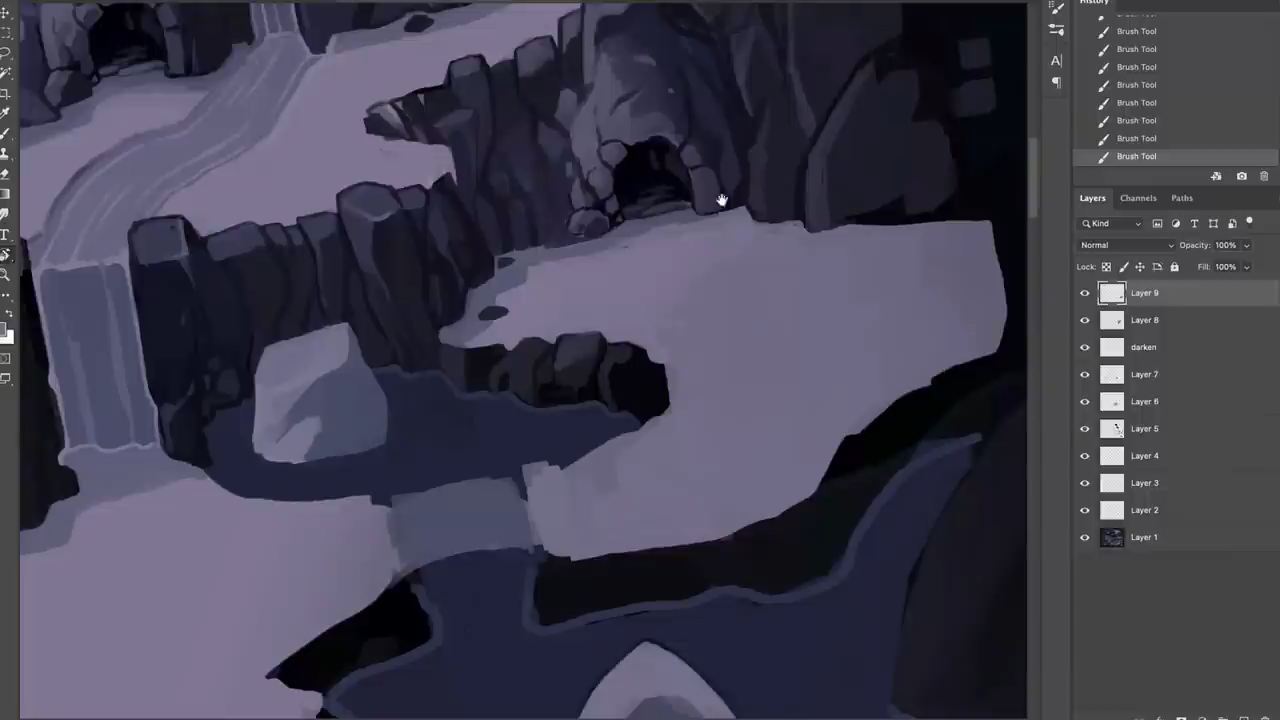 History
Brush Tool
Brush Tool
Brush Tool
Brush Tool
Brush Tool
Brush Tool
Brush Tool
Brush Tool
Brush Tool
Layers Channels Paths
Kind
Normal Opacity: 100%
Lock: Fill: 100%
Layer 9
Layer 8
darken
Layer 7
Layer 6
Layer 5
Layer 4
Layer 3
Layer 2
Layer 1